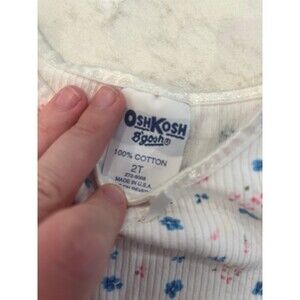 OSHKOSH
B'gosh®
100% COTTON
2T
MADE IN U.S.A.